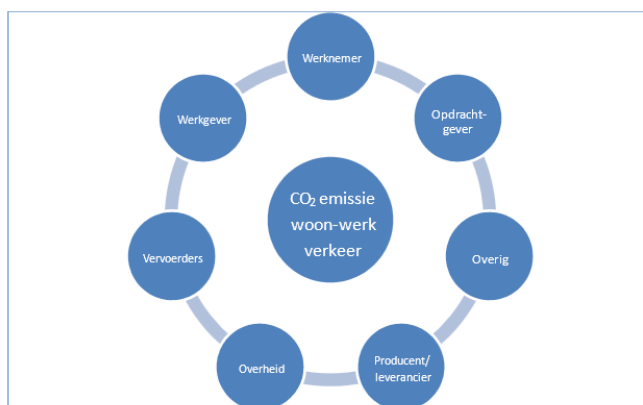 Werknemer
Opdracht-
gever
Overig
Producent/
leverancier
Overheid
Vervoerders
Werkgever
CO₂ emissie
woon-werk
verkeer